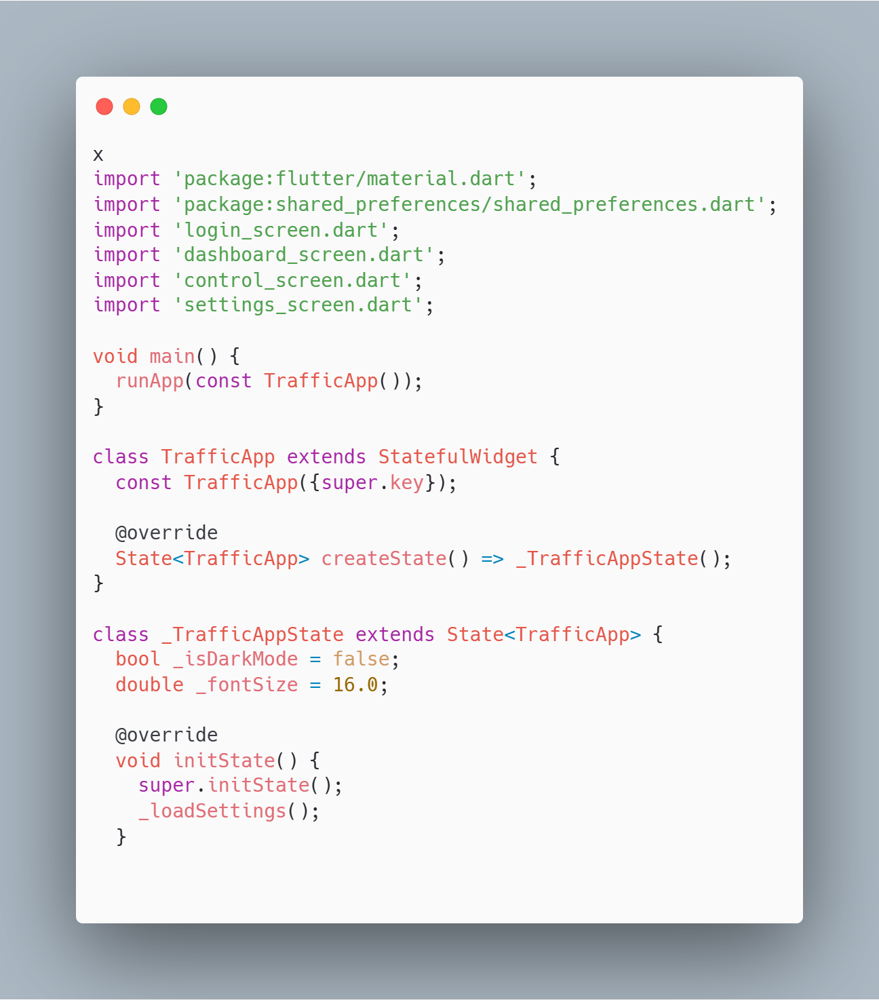 x
import 'package:flutter/material.dart';
import 'package:shared_preferences/shared_preferences.dart';
import 'login_screen.dart';
import 'dashboard_screen.dart';
import 'control_screen.dart';
import 'settings_screen.dart';

void main() {
  runApp(const TrafficApp());
}

class TrafficApp extends StatefulWidget {
  const TrafficApp({super.key});

  @override
  State<TrafficApp> createState() => _TrafficAppState();
}

class _TrafficAppState extends State<TrafficApp> {
  bool _isDarkMode = false;
  double _fontSize = 16.0;

  @override
  void initState() {
    super.initState();
    _loadSettings();
  }